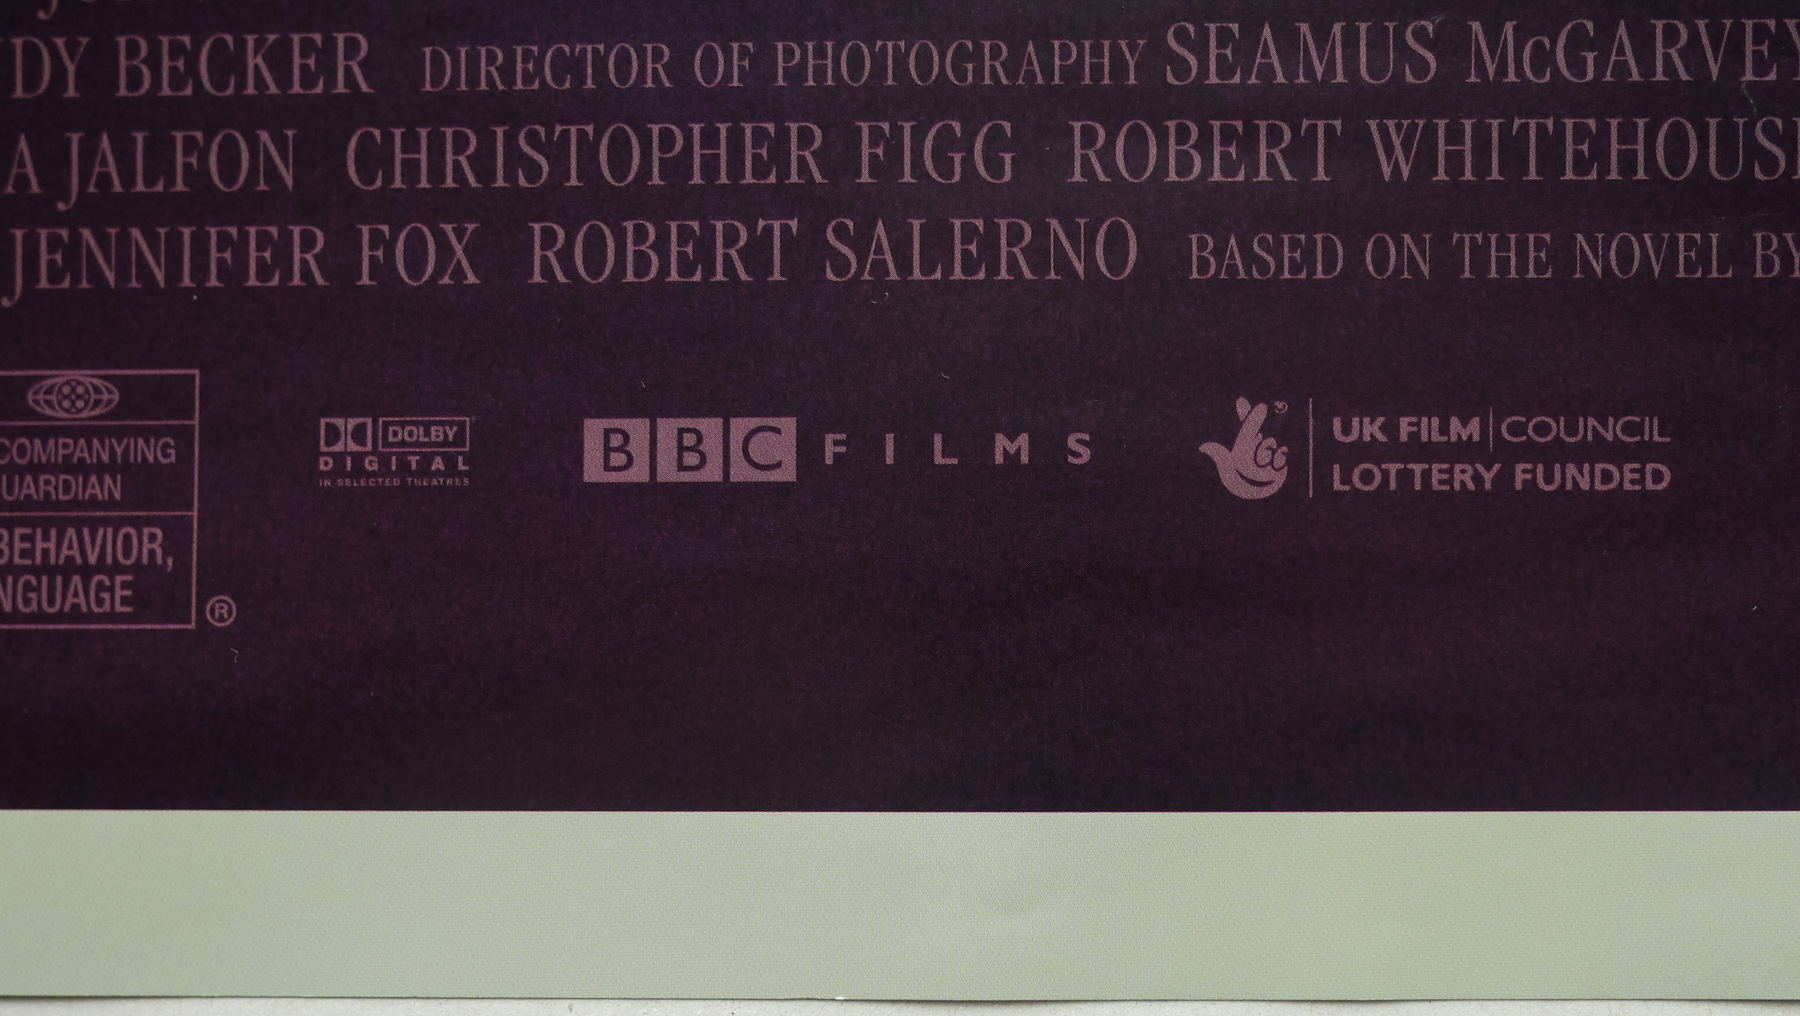 DY BECKER DIRECTOR OF PHOTOGRAPHY SEAMUS McGARVEY
A JALFON CHRISTOPHER FIGG ROBERT WHITEHOUSE
JENNIFER FOX ROBERT SALERNO BASED ON THE NOVEL BY
COMPANYING
UARDIAN
BEHAVIOR,
NGUAGE
®
DOLBY
DIGITAL
IN SELECTED THEATRES
BBC FILMS
UK FILM|COUNCIL
LOTTERY FUNDED